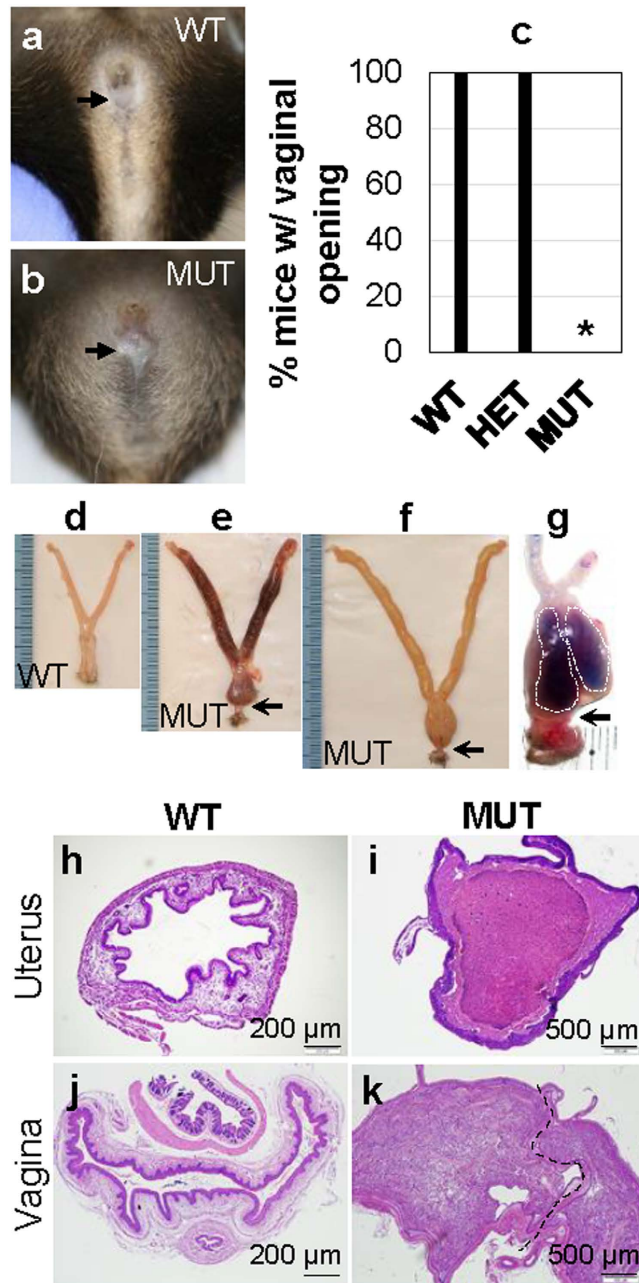 a
WT
b
MUT
c
% mice w/ vaginal
opening
100
80
60
40
20
0
*
WT
HET
MUT
d
WT
e
MUT
f
MUT
g
WT
MUT
Uterus
h
200 µm
i
500 µm
Vagina
j
200 µm
k
500 µm